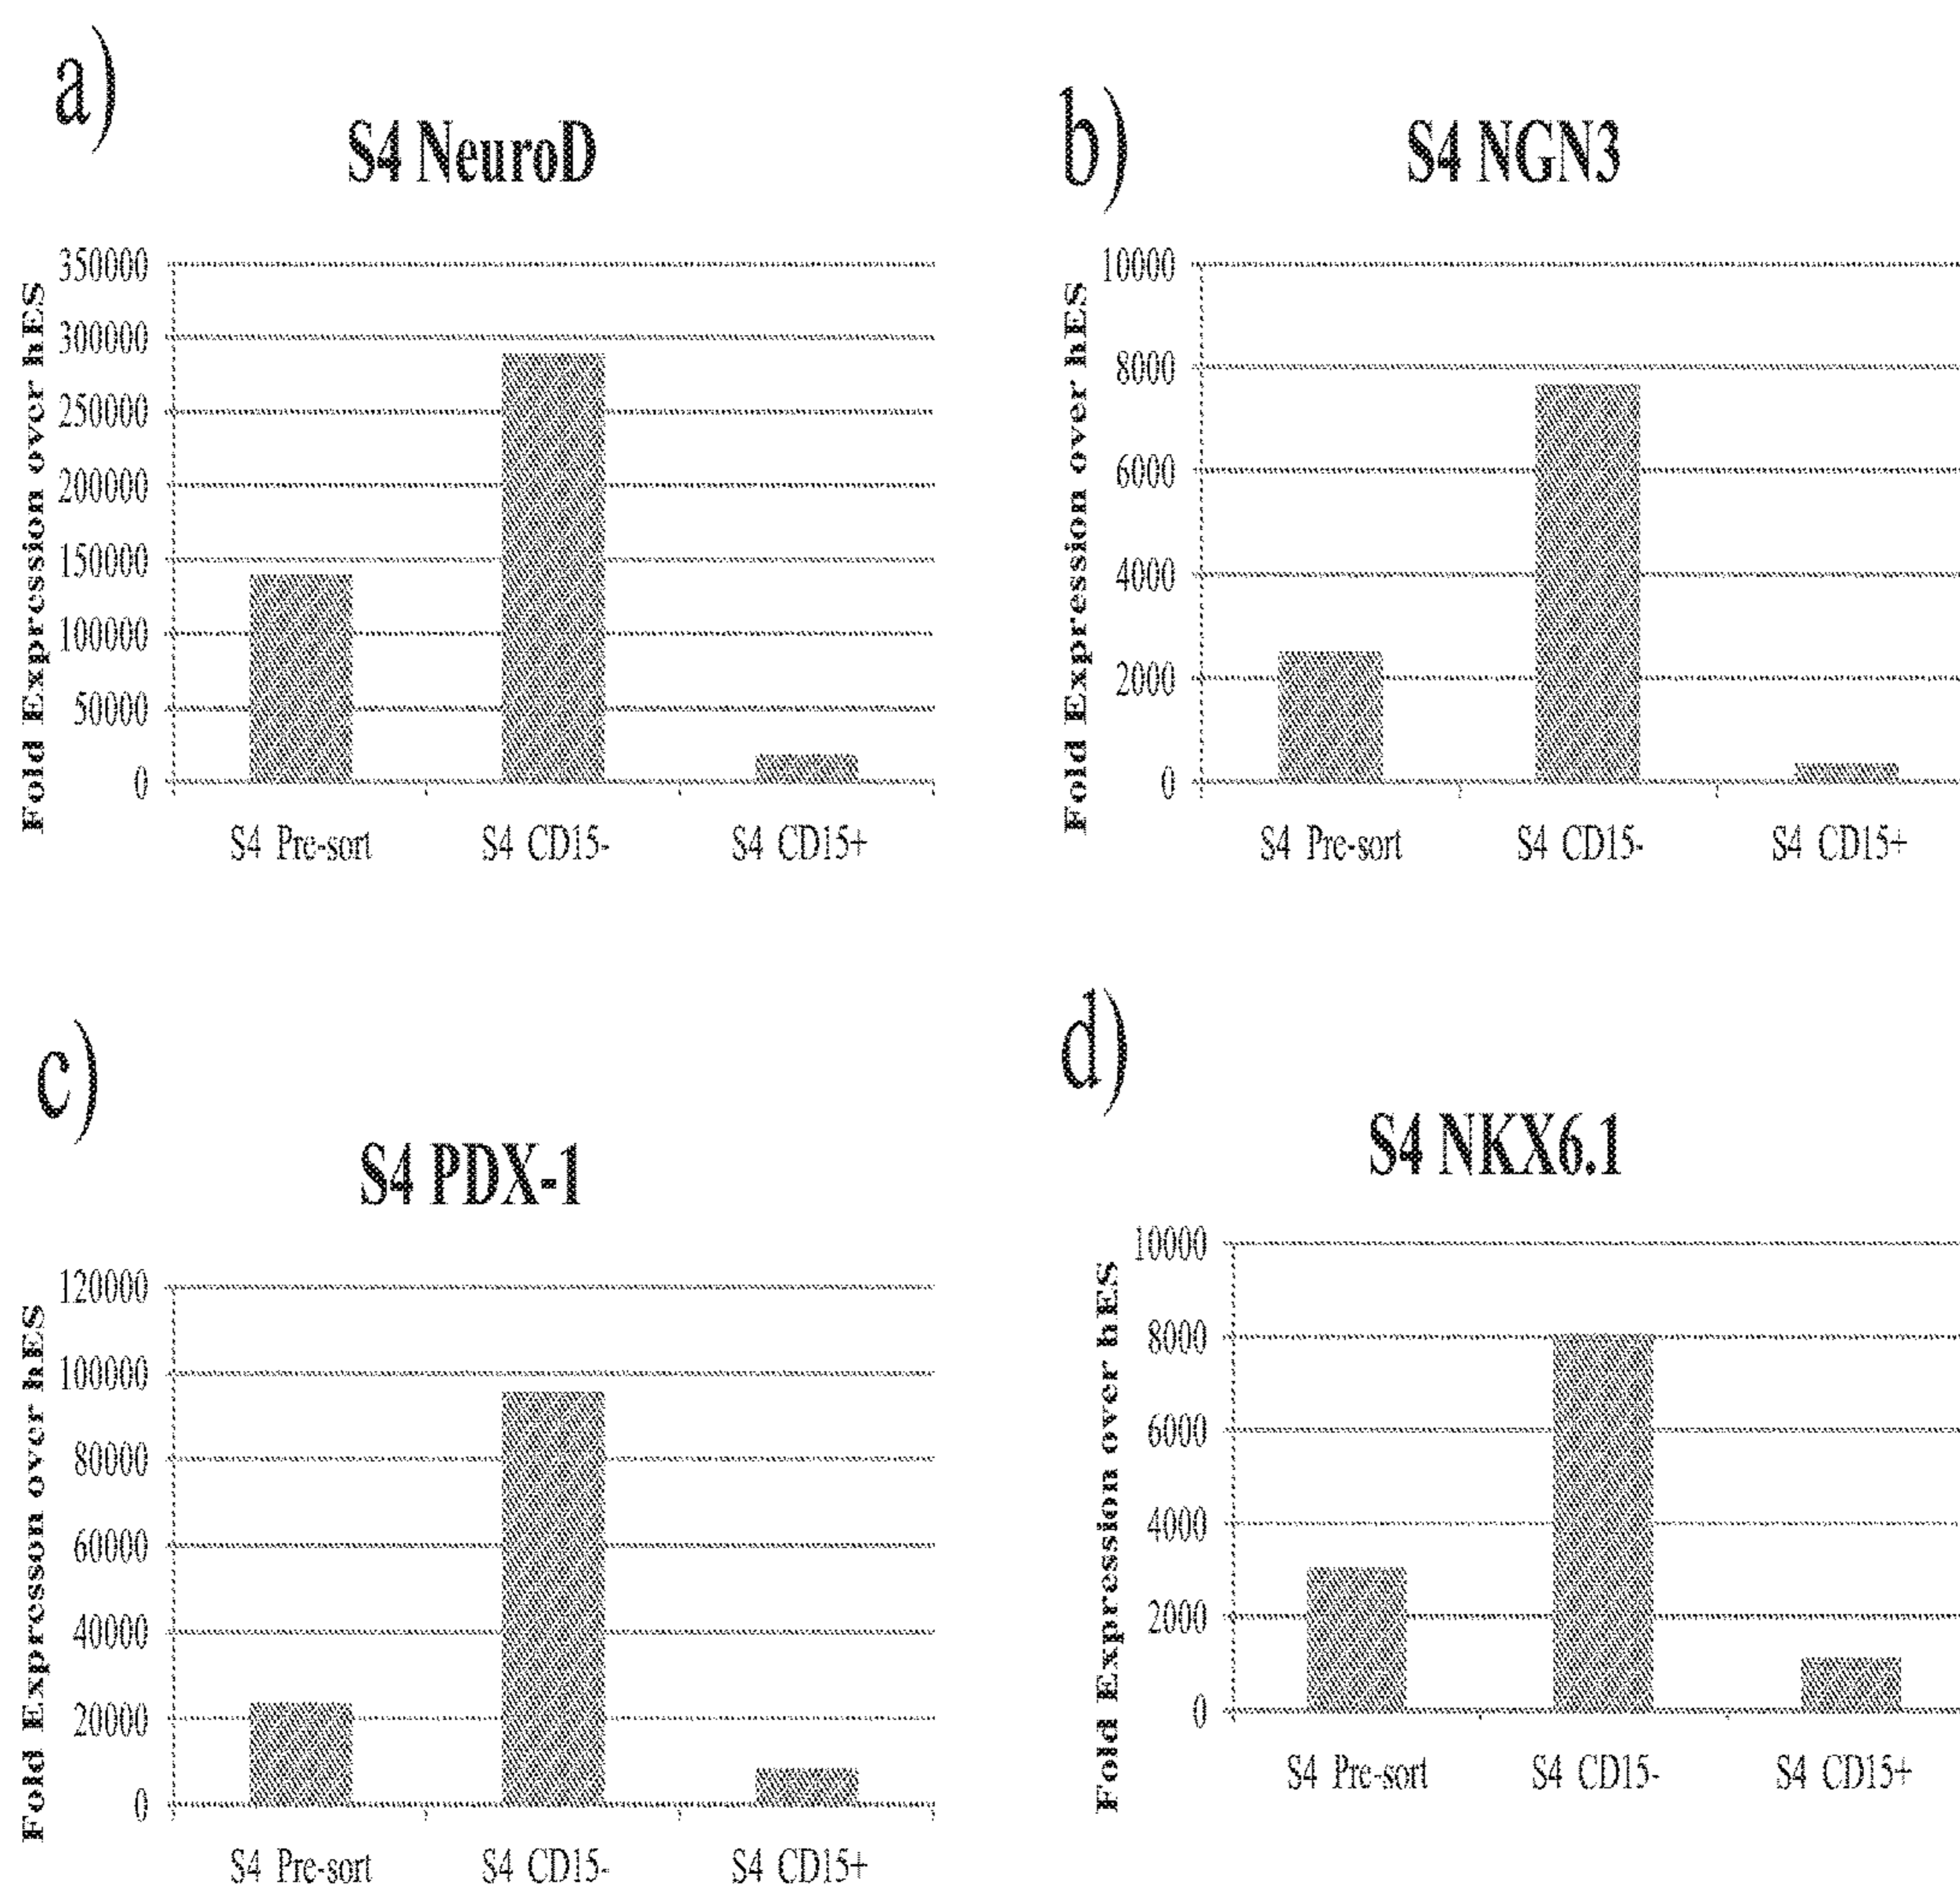 a)
S4 NeuroD
Fold Expression over hES
350000
300000
250000
200000
150000
100000
50000
0
S4 Pre-sort
S4 CD15-
S4 CD15+
b)
S4 NGN3
Fold Expression over hES
10000
8000
6000
4000
2000
0
S4 Pre-sort
S4 CD15-
S4 CD15+
c)
S4 PDX-1
Fold Expresson over hES
120000
100000
80000
60000
40000
20000
0
S4 Pre-sort
S4 CD15-
S4 CD15+
d)
S4 NKX6.1
Fold Expression over hES
10000
8000
6000
4000
2000
0
S4 Pre-sort
S4 CD15-
S4 CD15+